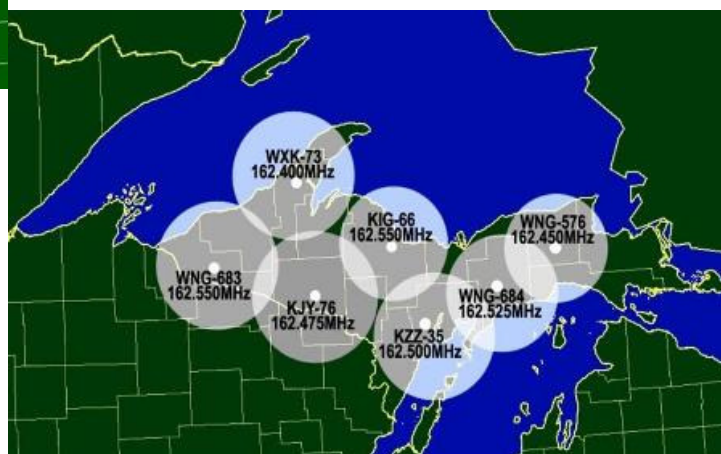 WXK-73
162.400MHz
KIG-66
162.550MHz
WNG-576
162.450MHz
WNG-683
162.550MHz
KJY-76
162.475MHz
WNG-684
162.525MHz
KZZ-35
162.500MHz